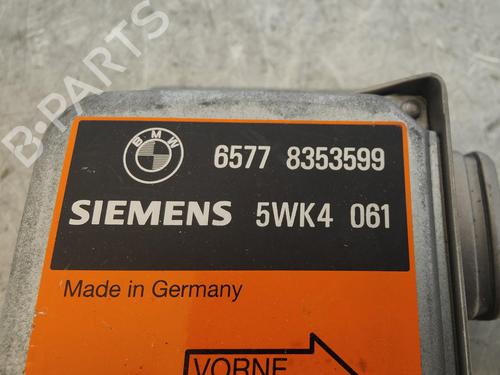 BMW
6577 8353599
SIEMENS 5WK4 061
Made in Germany
VORNE
B-PARTS